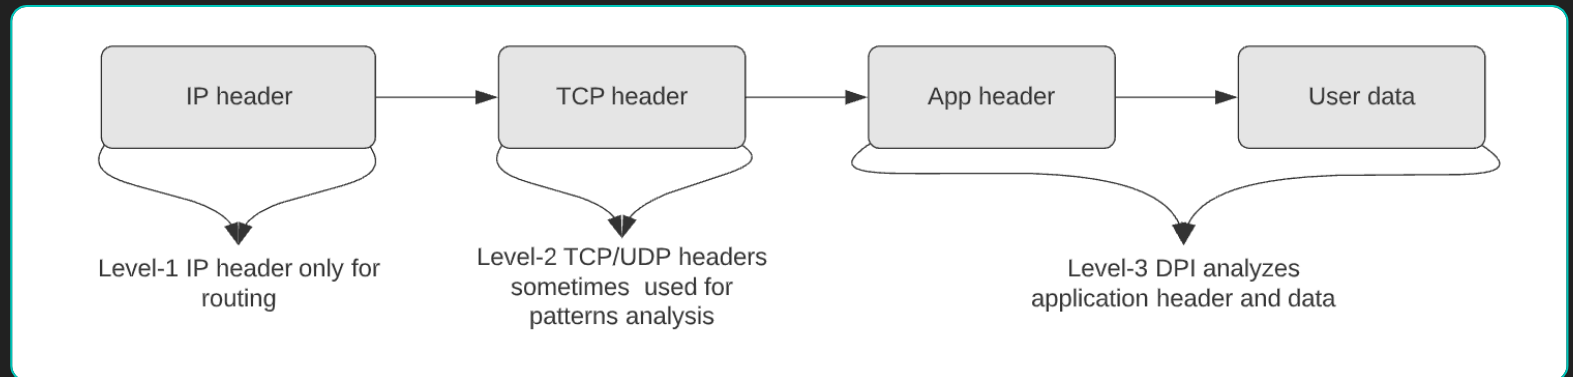 IP header
TCP header
App header
User data
Level-1 IP header only for
routing
Level-2 TCP/UDP headers
sometimes  used for
patterns analysis
Level-3 DPI analyzes
application header and data